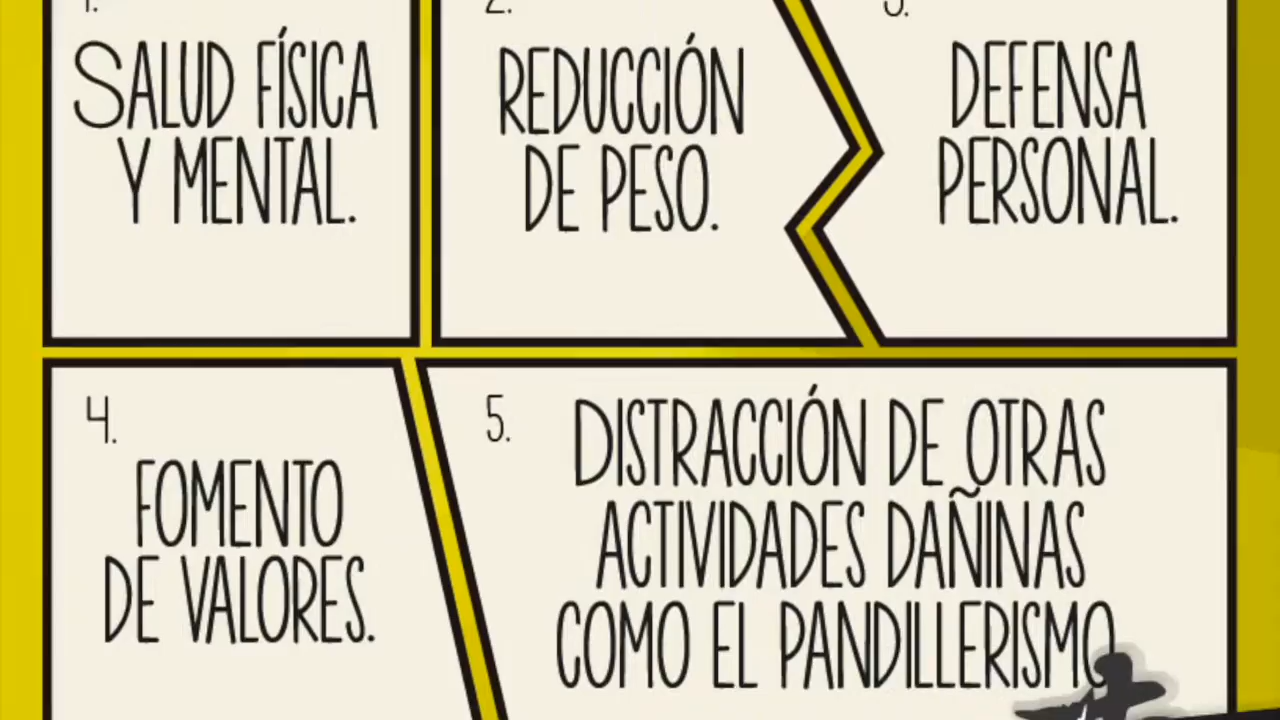 1.
SALUD FÍSICA
Y MENTAL.
2.
REDUCCIÓN
DE PESO.
3.
DEFENSA
PERSONAL.
4.
FOMENTO
DE VALORES.
5.
DISTRACCIÓN DE OTRAS
ACTIVIDADES DAÑINAS
COMO EL PANDILLERISMO